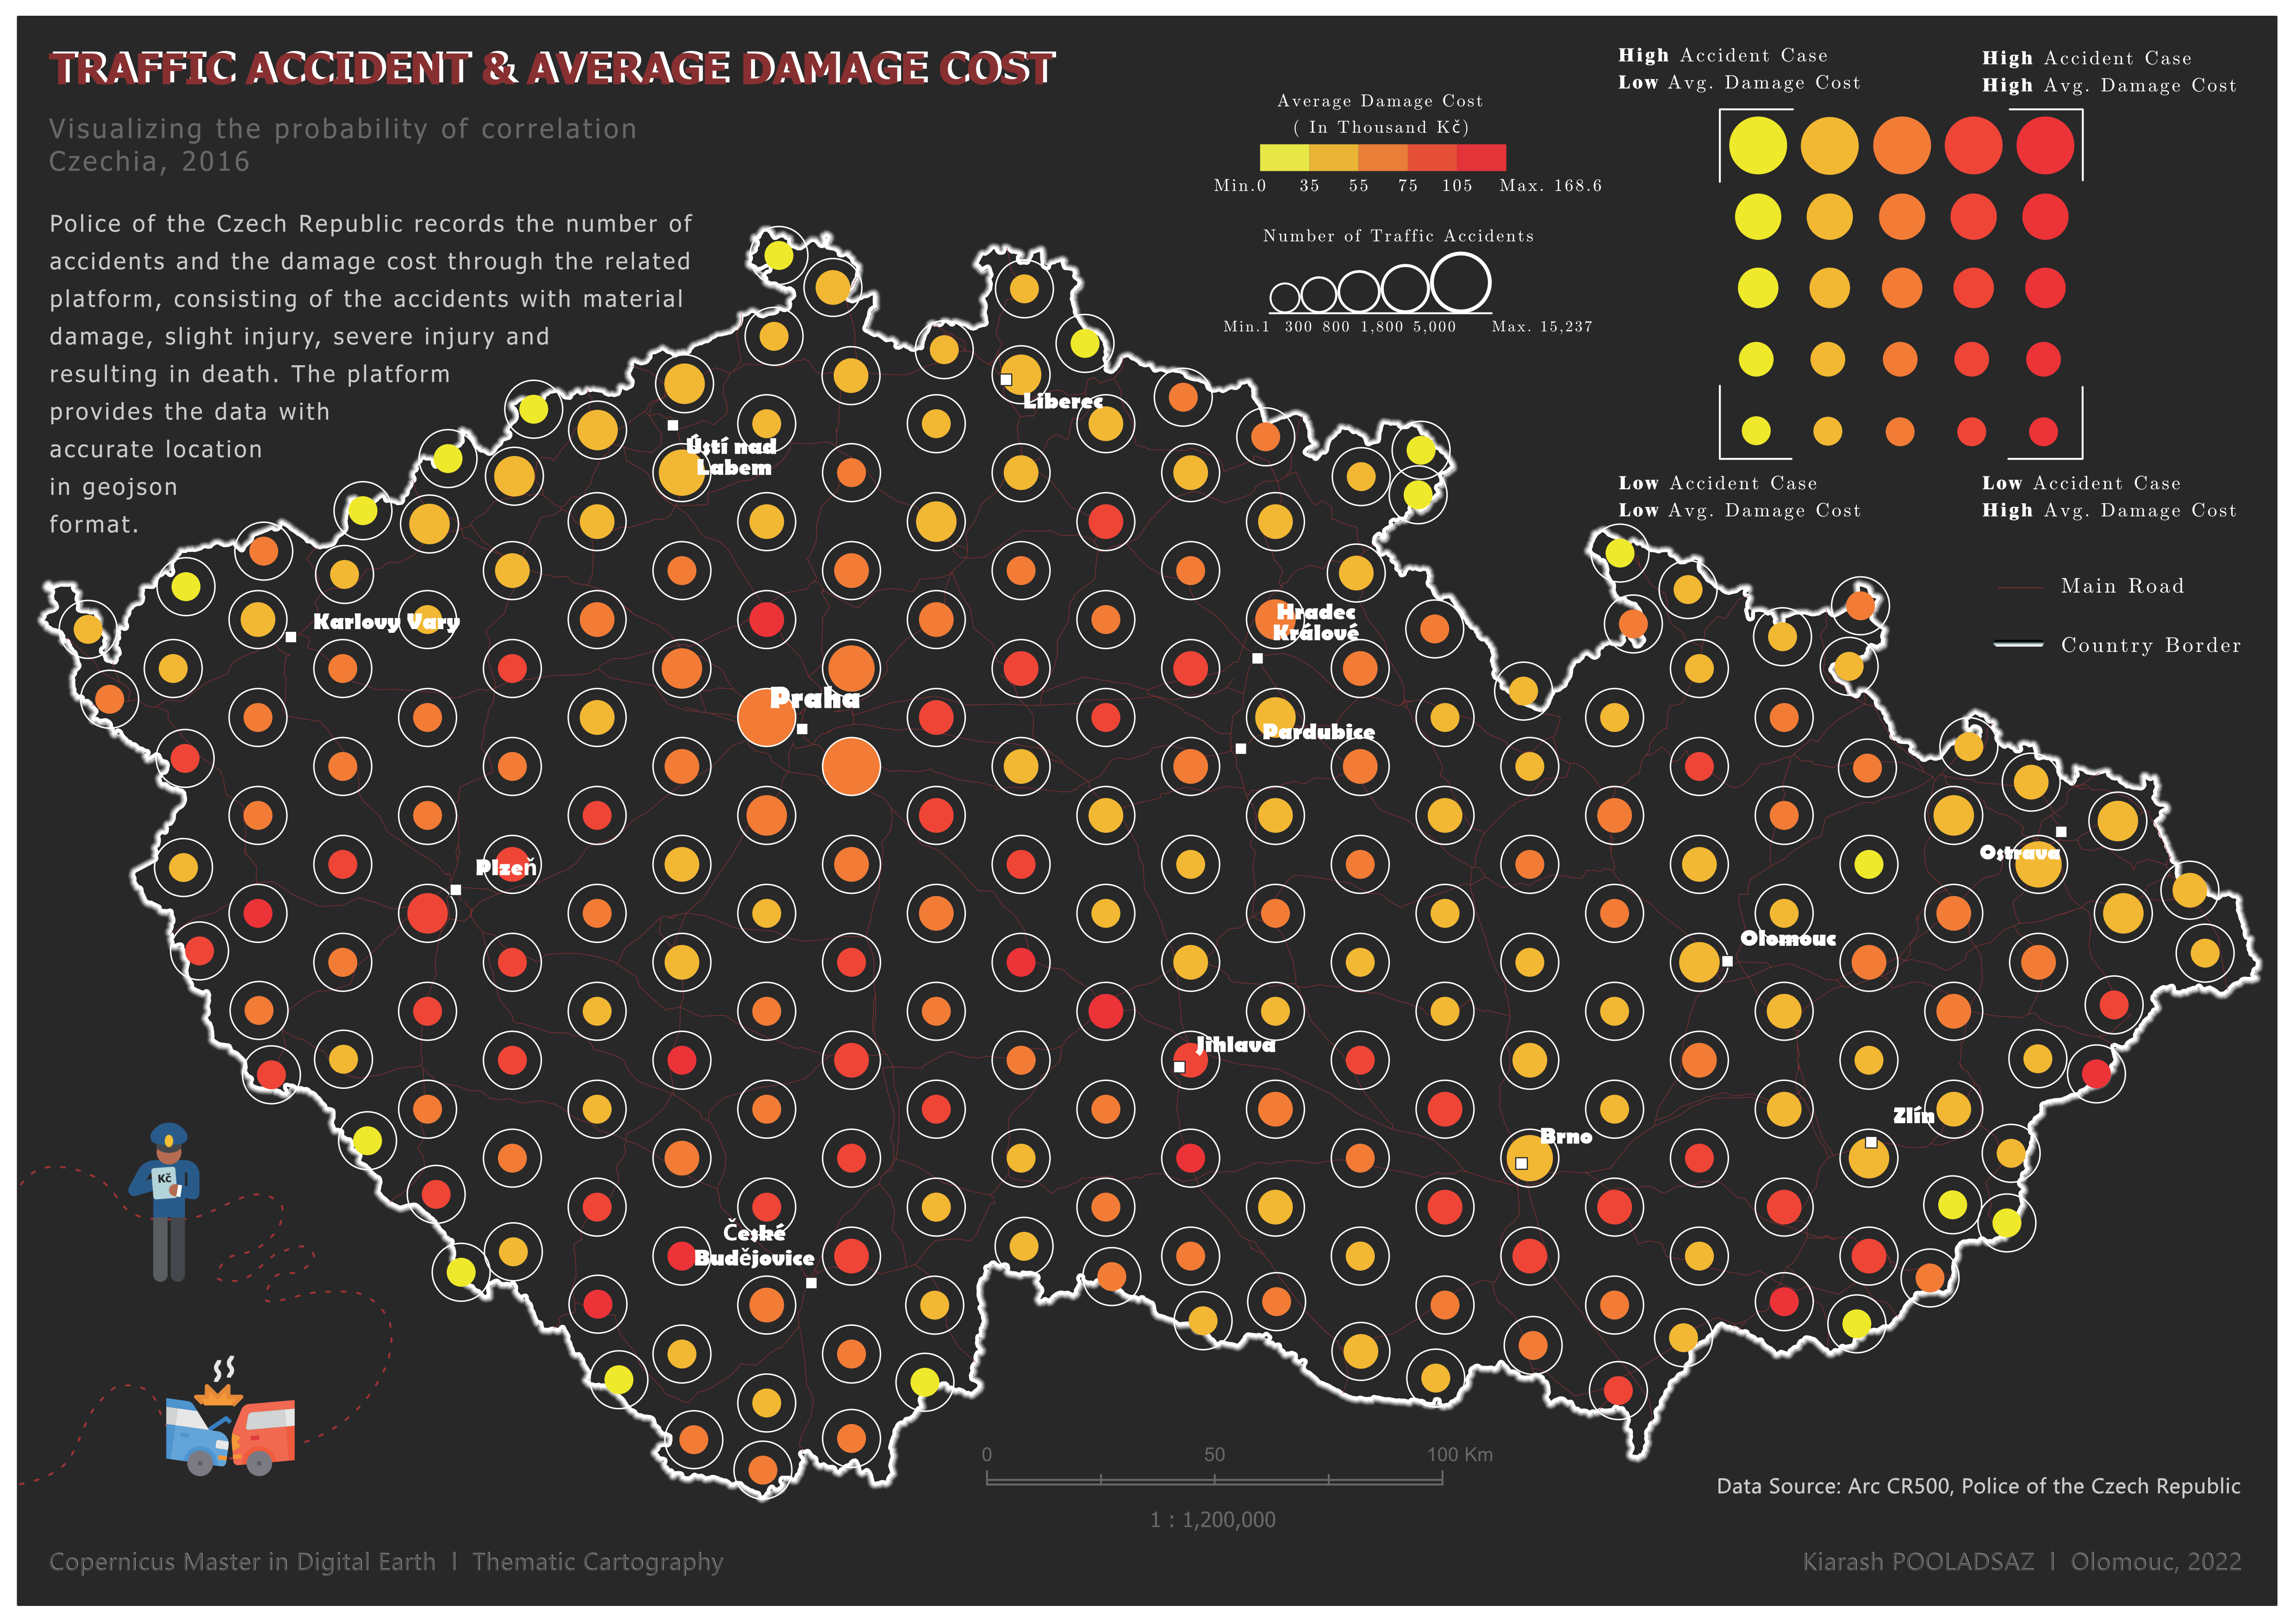 TRAFFIC ACCIDENT & AVERAGE DAMAGE COST
Visualizing the probability of correlation
Czechia, 2016
Police of the Czech Republic records the number of
accidents and the damage cost through the related
platform, consisting of the accidents with material
damage, slight injury, severe injury and
resulting in death. The platform
provides the data with
accurate location
in geojson
format.
Average Damage Cost
( In Thousand Kč)
Min.0 35 55 75 105 Max. 168.6
Number of Traffic Accidents
Min.1 300 800 1,800 5,000 Max. 15,237
High Accident Case
Low Avg. Damage Cost
High Accident Case
High Avg. Damage Cost
Low Accident Case
Low Avg. Damage Cost
Low Accident Case
High Avg. Damage Cost
Main Road
Country Border
Liberec
Ústí nad
Labem
Karlovy Vary
Hradec
Králové
Praha
Pardubice
Plzeň
Ostrava
Olomouc
Jihlava
Zlín
Brno
České
Budějovice
Kč
0 50 100 Km
1 : 1,200,000
Data Source: Arc CR500, Police of the Czech Republic
Copernicus Master in Digital Earth | Thematic Cartography
Kiarash POOLADSAZ | Olomouc, 2022